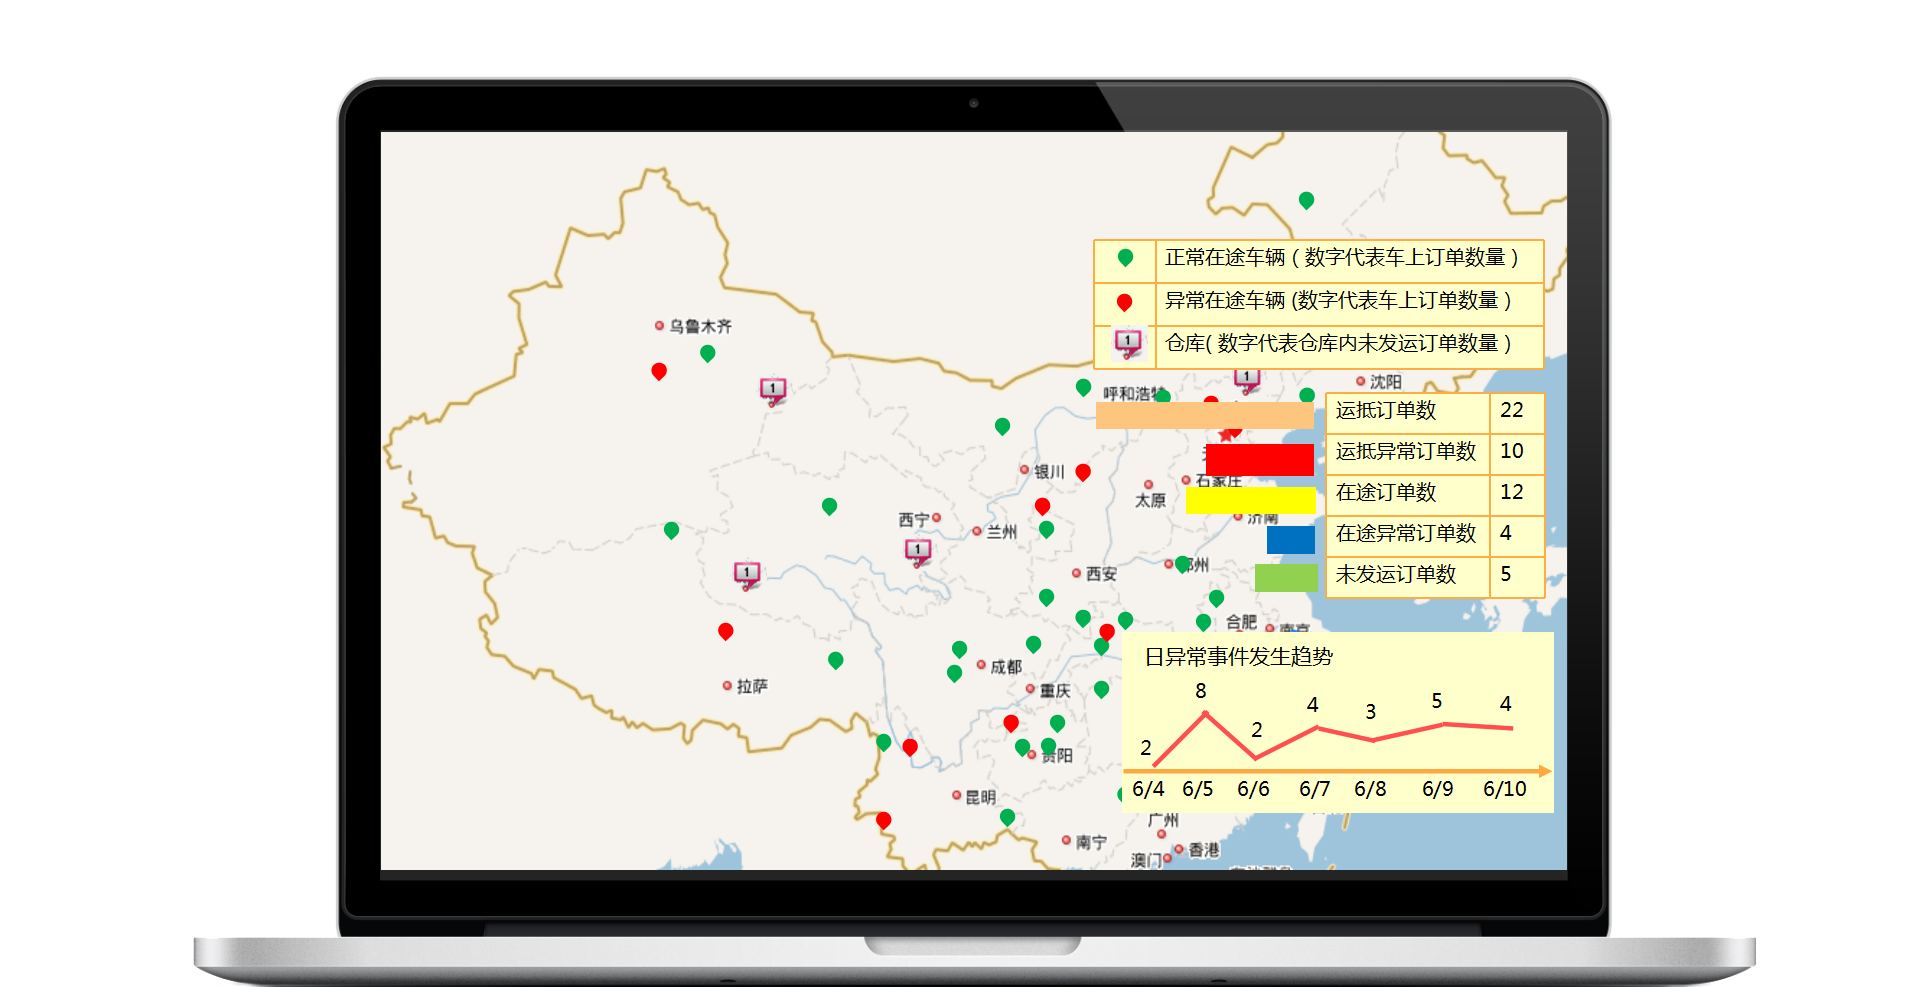 正常在途车辆 ( 数字代表车上订单数量 )
异常在途车辆 (数字代表车上订单数量 )
1
仓库( 数字代表仓库内未发运订单数量 )
乌鲁木齐
1
1
沈阳
呼和浩特
运抵订单数 22
运抵异常订单数 10
在途订单数 12
在途异常订单数 4
未发运订单数 5
银川
石家庄
太原
济南
西宁
兰州
1
1
西安
郑州
合肥
南京
成都
拉萨
重庆
贵阳
昆明
日异常事件发生趋势
2 8 2 4 3 5 4
6/4 6/5 6/6 6/7 6/8 6/9 6/10
广州
南宁
香港
澳门